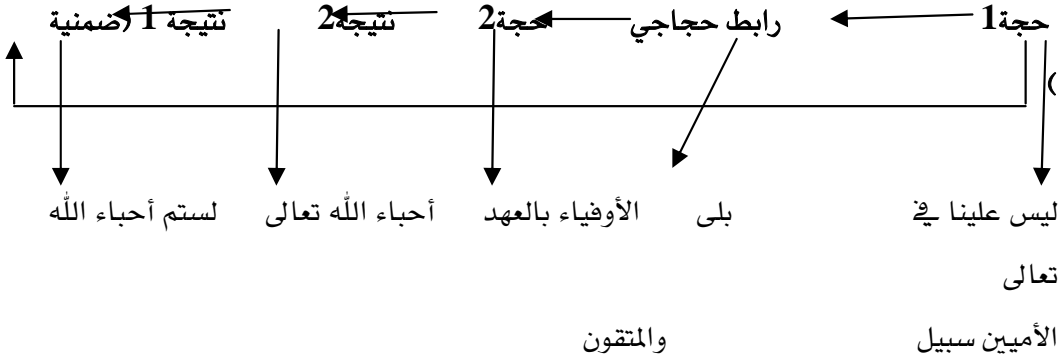 حجة1 رابط حجاجي حجة2 نتيجة2 نتيجة 1 (ضمنية
)
ليس علينا في بلى الأوفياء بالعهد أحباء الله تعالى لستم أحباء الله
تعالى
الأميين سبيل والمتقون